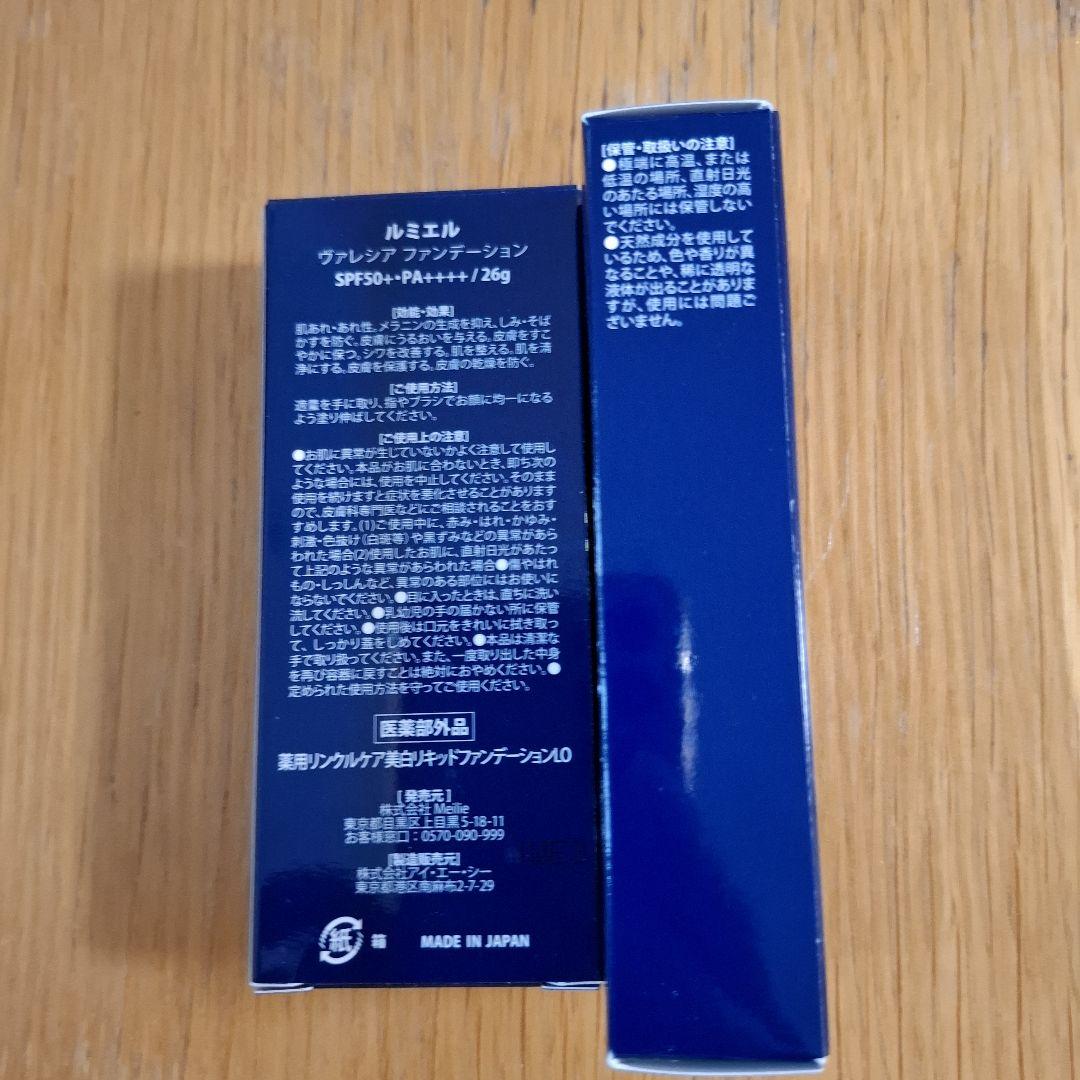 ルミエル
ヴァレシア ファンデーション
SPF50+・PA++++ / 26g
[効能・効果]
肌あれ・あれ性。メラニンの生成を抑え、しみ・そば
かすを防ぐ。皮膚にうるおいを与える。皮膚をすこ
やかに保つ。シワを改善する。肌を整える。肌を清
浄にする。皮膚を保護する。皮膚の乾燥を防ぐ。
[ご使用方法]
適量を手に取り、指やブラシでお顔に均一になる
よう塗り伸ばしてください。
[ご使用上の注意]
●お肌に異常が生じていないかよく注意して使用し
てください。本品がお肌に合わないとき、即ち次の
ような場合には、使用を中止してください。そのまま
使用を続けますと症状を悪化させることがあります
ので、皮膚科専門医などにご相談されることをおす
すめします。(1)ご使用中に、赤み・はれ・かゆみ・
刺激・色抜け(白斑等)や黒ずみなどの異常があら
われた場合(2)使用したお肌に、直射日光があたっ
て上記のような異常があらわれた場合●傷やはれ
もの・しっしんなど、異常のある部位にはお使いに
ならないでください。●目に入ったときは、直ちに洗い
流してください。●乳幼児の手の届かない所に保管
してください。●使用後は口元をきれいに拭き取っ
て、しっかり蓋をしめてください。●本品は清潔な
手で取り扱ってください。また、一度取り出した中身
を再び容器に戻すことは絶対におやめください。●
定められた使用方法を守ってご使用ください。
医薬部外品
薬用リンクルケア美白リキッドファンデーションLO
[発売元]
株式会社 Meilie
東京都目黒区上目黒5-18-11
お客様窓口：0570-090-999
[製造販売元]
株式会社アイ・エー・シー
東京都港区南麻布2-7-29
紙 箱 MADE IN JAPAN
[保管・取扱いの注意]
●極端に高温、または
低温の場所、直射日光
のあたる場所、湿度の高
い場所には保管しない
でください。
●天然成分を使用して
いるため、色や香りが異
なることや、稀に透明な
液体が出ることがありま
すが、使用には問題ご
ざいません。